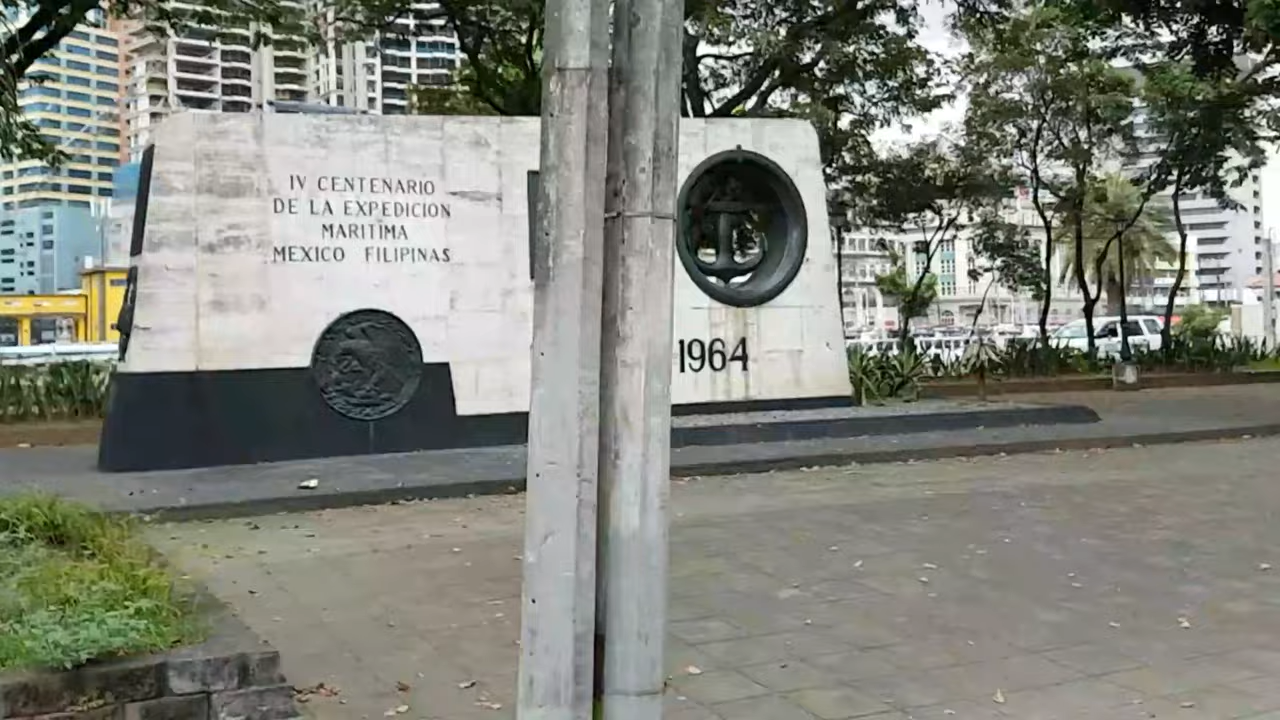 IV CENTENARIO
DE LA EXPEDICION
MARITIMA
MEXICO FILIPINAS
1964